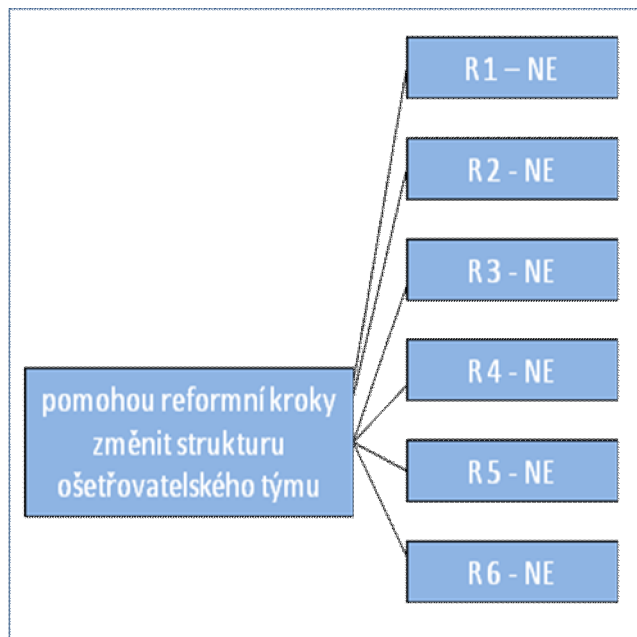 R1 – NE
R2 - NE
R3 - NE
R4 - NE
R5 - NE
R6 - NE
pomohou reformní kroky
změnit strukturu
ošetřovatelského týmu